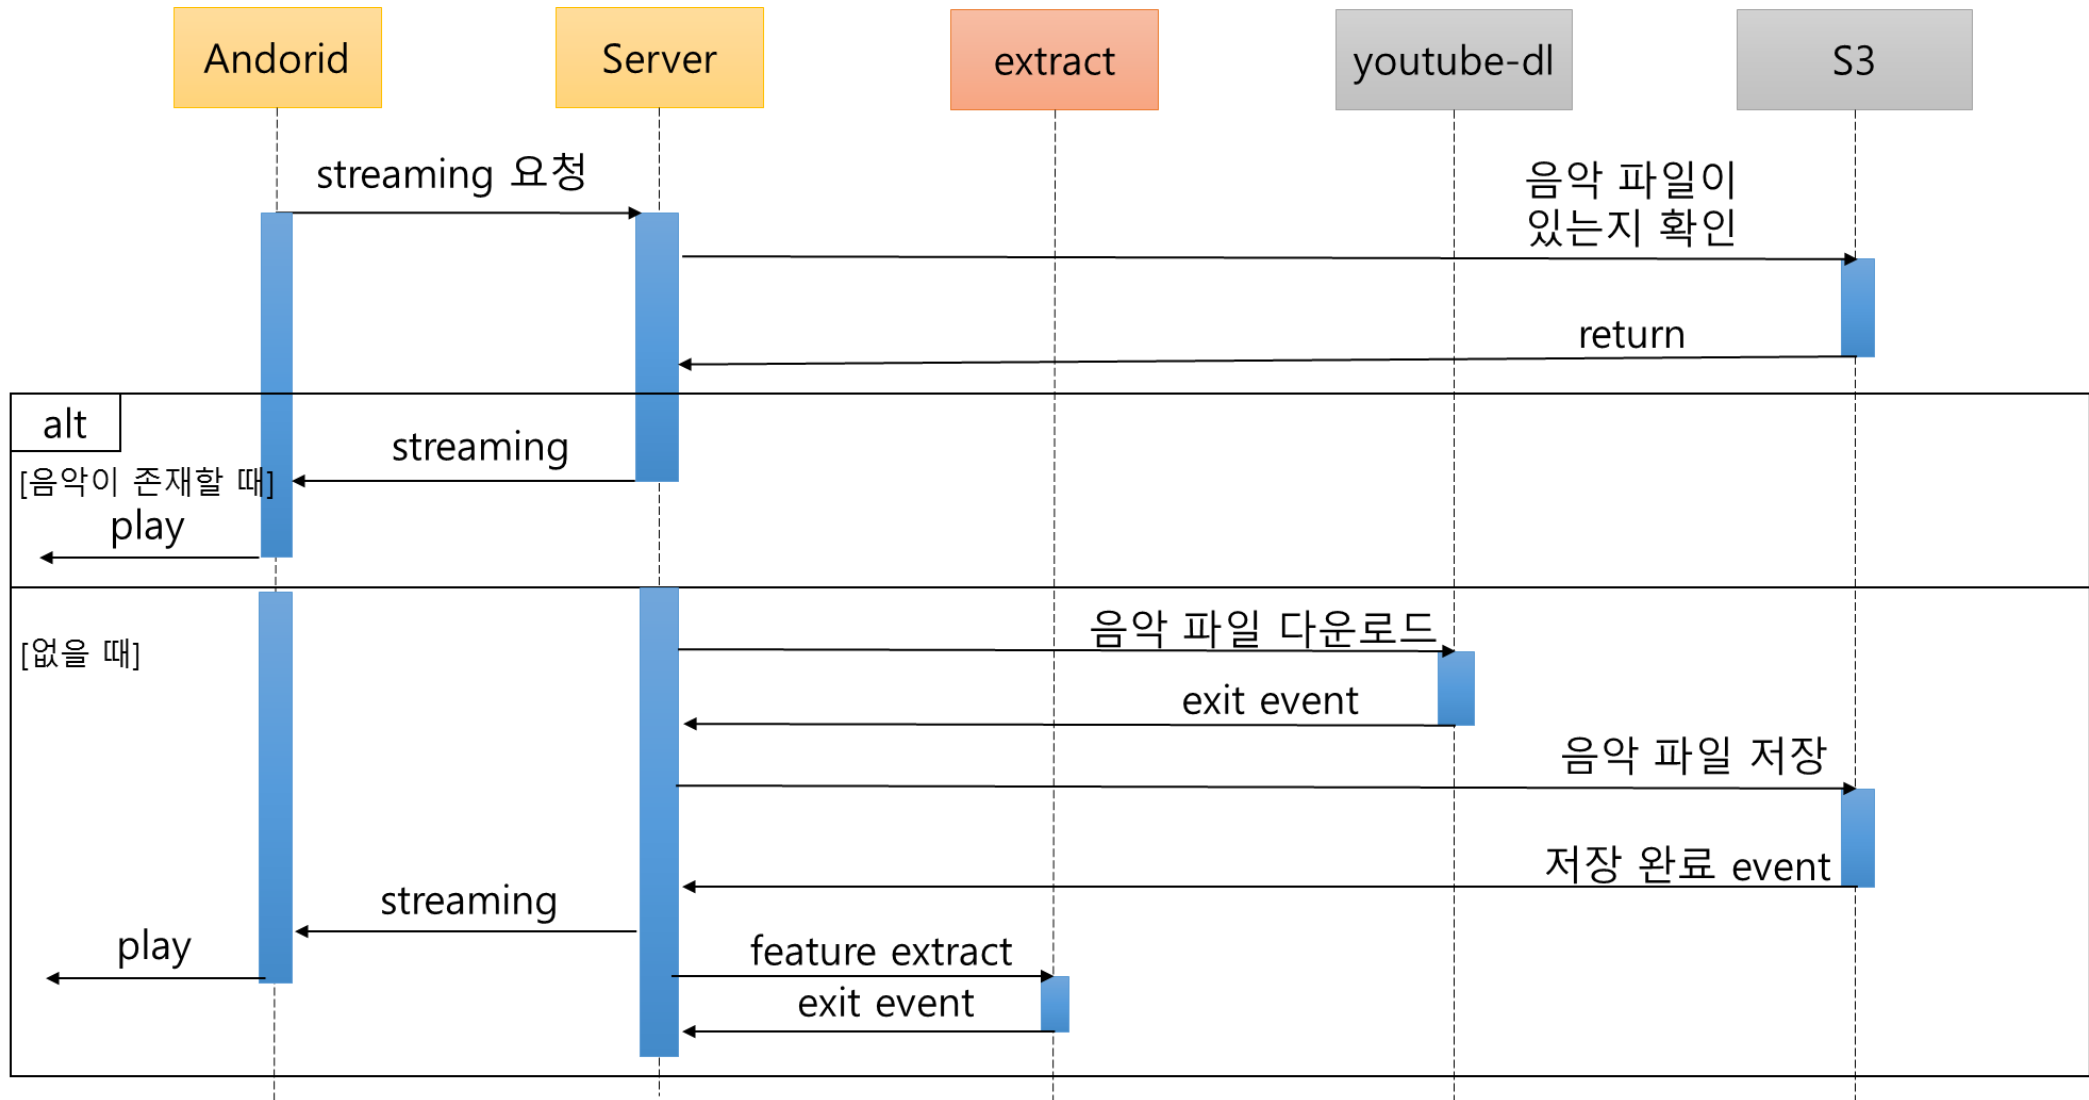 Andorid
Server
extract
youtube-dl
S3
streaming 요청
음악 파일이
있는지 확인
return
alt
streaming
[음악이 존재할 때]
play
음악 파일 다운로드
[없을 때]
exit event
음악 파일 저장
저장 완료 event
streaming
play
feature extract
exit event